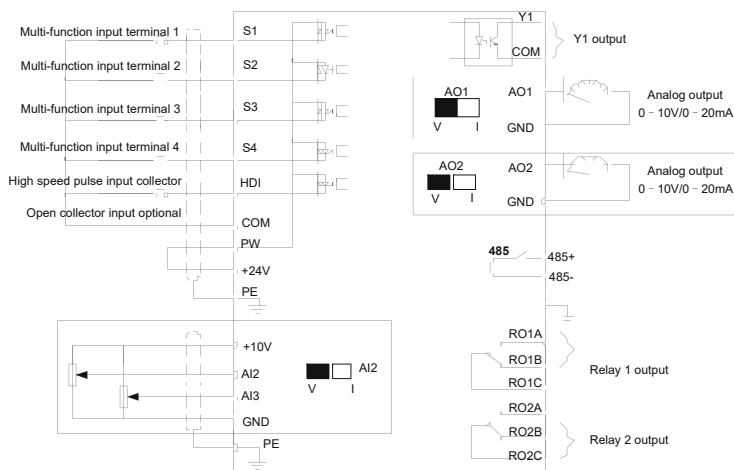 Multi-function input terminal 1
S1
Multi-function input terminal 2
S2
Multi-function input terminal 3
S3
Multi-function input terminal 4
S4
High speed pulse input collector
HDI
Open collector input optional
COM
PW
+24V
PE
+10V
AI2
AI3
GND
PE
AI2
V I
Y1
COM
Y1 output
AO1
V I
AO1
GND
Analog output
0－10V/0－20mA
AO2
V I
AO2
GND
Analog output
0－10V/0－20mA
485
485+
485-
RO1A
RO1B
RO1C
Relay 1 output
RO2A
RO2B
RO2C
Relay 2 output